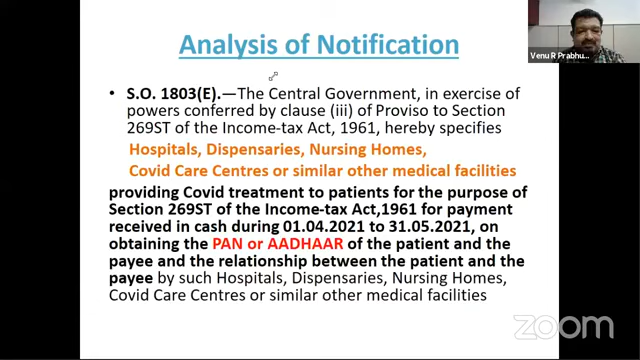 Analysis of Notification
Venu R Prabhu...
• S.O. 1803(E).—The Central Government, in exercise of
powers conferred by clause (iii) of Proviso to Section
269ST of the Income-tax Act, 1961, hereby specifies
Hospitals, Dispensaries, Nursing Homes,
Covid Care Centres or similar other medical facilities
providing Covid treatment to patients for the purpose of
Section 269ST of the Income-tax Act,1961 for payment
received in cash during 01.04.2021 to 31.05.2021, on
obtaining the PAN or AADHAAR of the patient and the
payee and the relationship between the patient and the
payee by such Hospitals, Dispensaries, Nursing Homes,
Covid Care Centres or similar other medical facilities
zoom